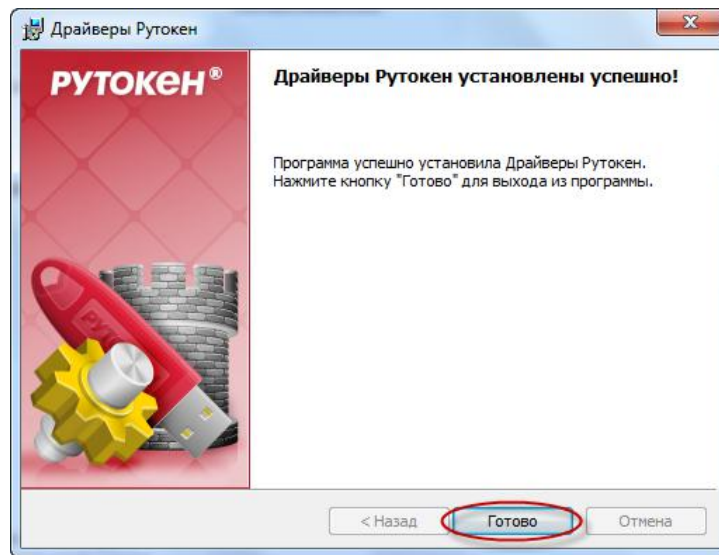 Драйверы Рутокен
РУТОКЕН®
Драйверы Рутокен установлены успешно!
Программа успешно установила Драйверы Рутокен.
Нажмите кнопку "Готово" для выхода из программы.
< Назад Готово Отмена